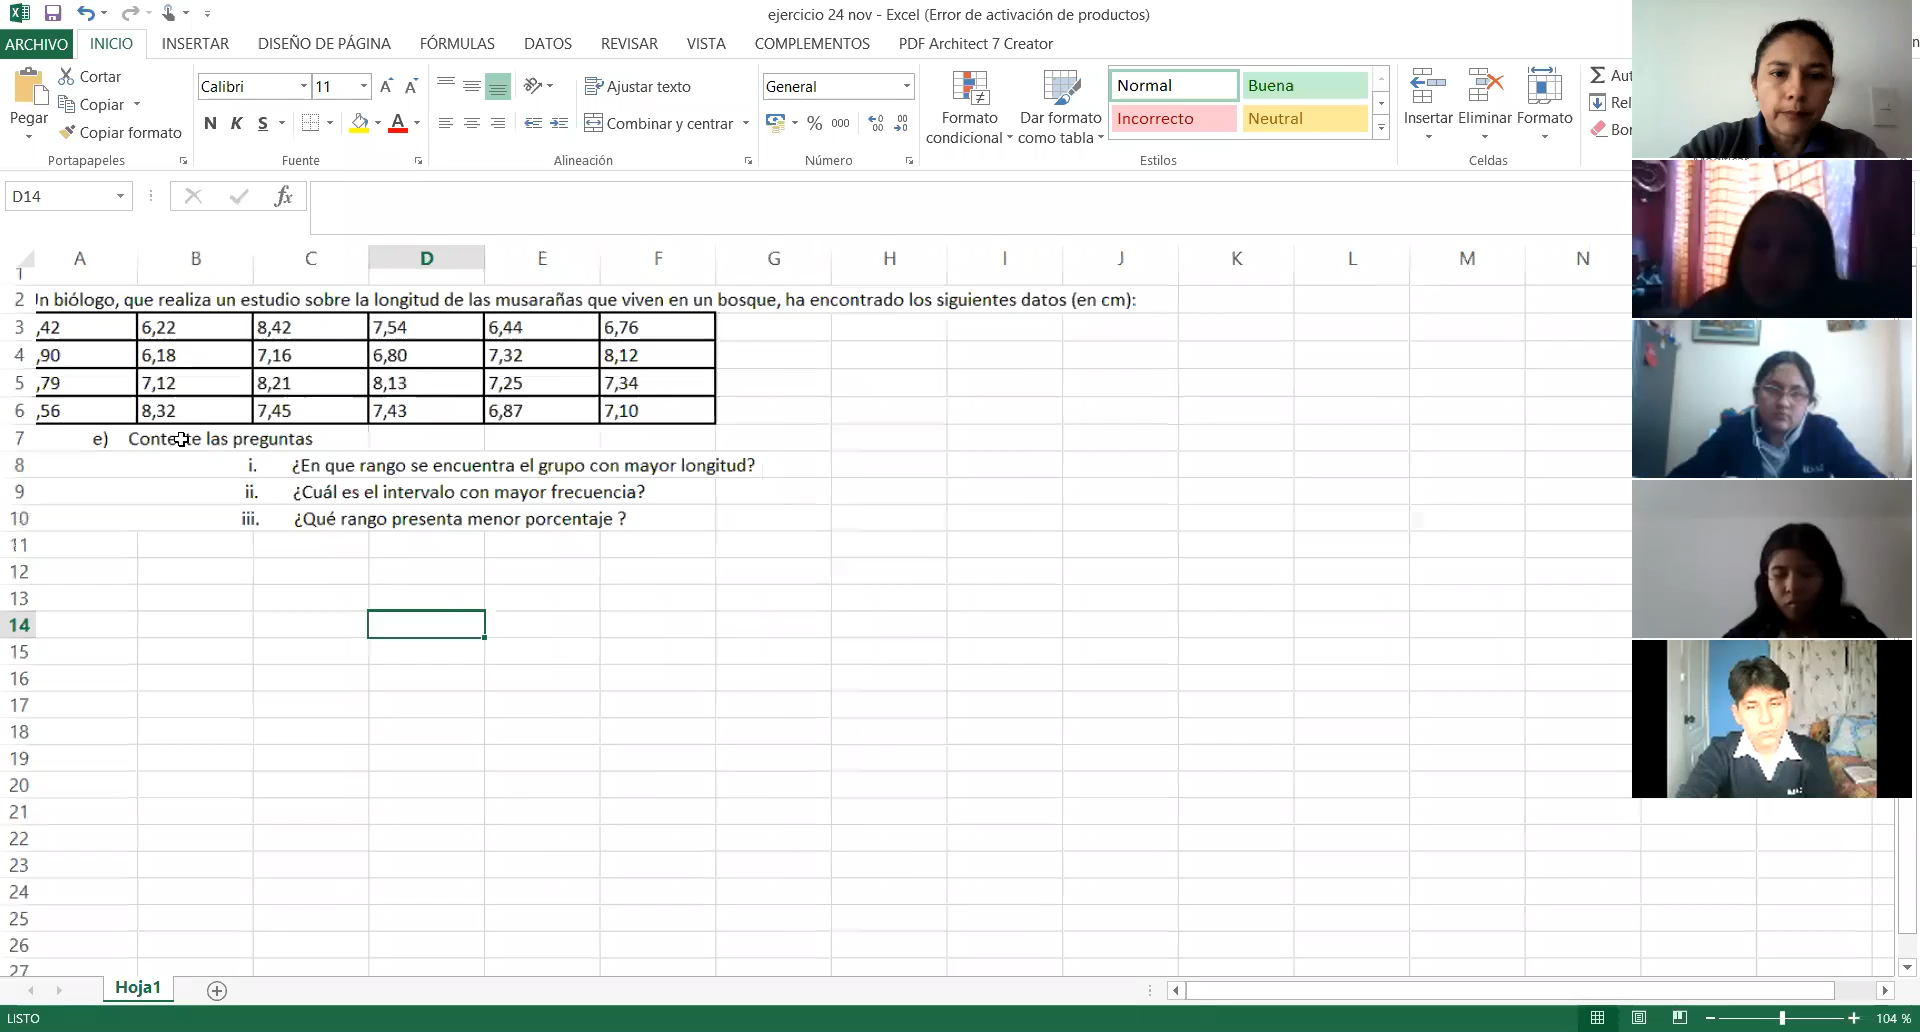 ejercicio 24 nov - Excel (Error de activación de productos)
ARCHIVO INICIO INSERTAR DISEÑO DE PÁGINA FÓRMULAS DATOS REVISAR VISTA COMPLEMENTOS PDF Architect 7 Creator
Pegar
Cortar
Copiar
Copiar formato
Portapapeles
Calibri 11
N K S
Fuente
Ajustar texto
Combinar y centrar
Alineación
General
% 000
Número
Formato condicional
Dar formato como tabla
Normal Buena
Incorrecto Neutral
Estilos
Insertar Eliminar Formato
Celdas
D14
A B C D E F G H I J K L M N
1
2 Un biólogo, que realiza un estudio sobre la longitud de las musarañas que viven en un bosque, ha encontrado los siguientes datos (en cm):
3 ,42 6,22 8,42 7,54 6,44 6,76
4 ,90 6,18 7,16 6,80 7,32 8,12
5 ,79 7,12 8,21 8,13 7,25 7,34
6 ,56 8,32 7,45 7,43 6,87 7,10
7 e) Conteste las preguntas
8 i. ¿En que rango se encuentra el grupo con mayor longitud?
9 ii. ¿Cuál es el intervalo con mayor frecuencia?
10 iii. ¿Qué rango presenta menor porcentaje ?
11
12
13
14
15
16
17
18
19
20
21
22
23
24
25
26
27
Hoja1
LISTO
104 %